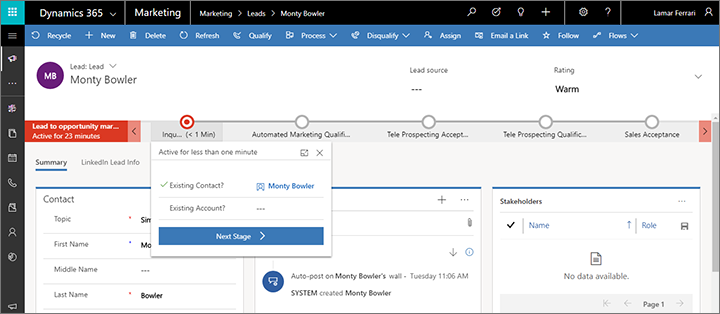 Dynamics 365 Marketing Marketing > Leads > Monty Bowler Lamar Ferrari
Recycle New Delete Refresh Qualify Process Disqualify Assign Email a Link Follow Flows
MB
Lead: Lead
Monty Bowler
Lead source
---
Rating
Warm
Lead to opportunity mar...
Active for 23 minutes
Inqu... (< 1 Min) Automated Marketing Qualifi... Tele Prospecting Accept... Tele Prospecting Qualific... Sales Acceptance
Summary LinkedIn Lead Info
Active for less than one minute
Existing Contact? Monty Bowler
Existing Account? ---
Next Stage
Contact
Topic * Sim
First Name * Mo
Middle Name ---
Last Name * Bowler
Auto-post on Monty Bowler's wall - Tuesday 11:06 AM
SYSTEM created Monty Bowler
Stakeholders ...
Name Role
No data available.
Page 1